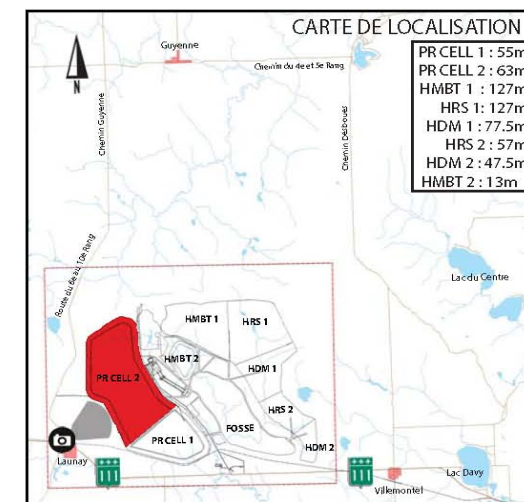 CARTE DE LOCALISATION
PR CELL 1 : 55m
PR CELL 2 : 63m
HMBT 1 : 127m
HRS 1: 127m
HDM 1 : 77.5m
HRS 2 : 57m
HDM 2 : 47.5m
HMBT 2 : 13m
N
Guyenne
Chemin du 4e et 5e Rang
Chemin Guyenne
Chemin Desboues
Route du 6e au 10e Rang
Lac du Centre
HMBT 1
HRS 1
HMBT 2
HDM 1
PR CELL 2
HRS 2
FOSSE
PR CELL 1
HDM 2
Launay
111
111
Villemontel
Lac Davy